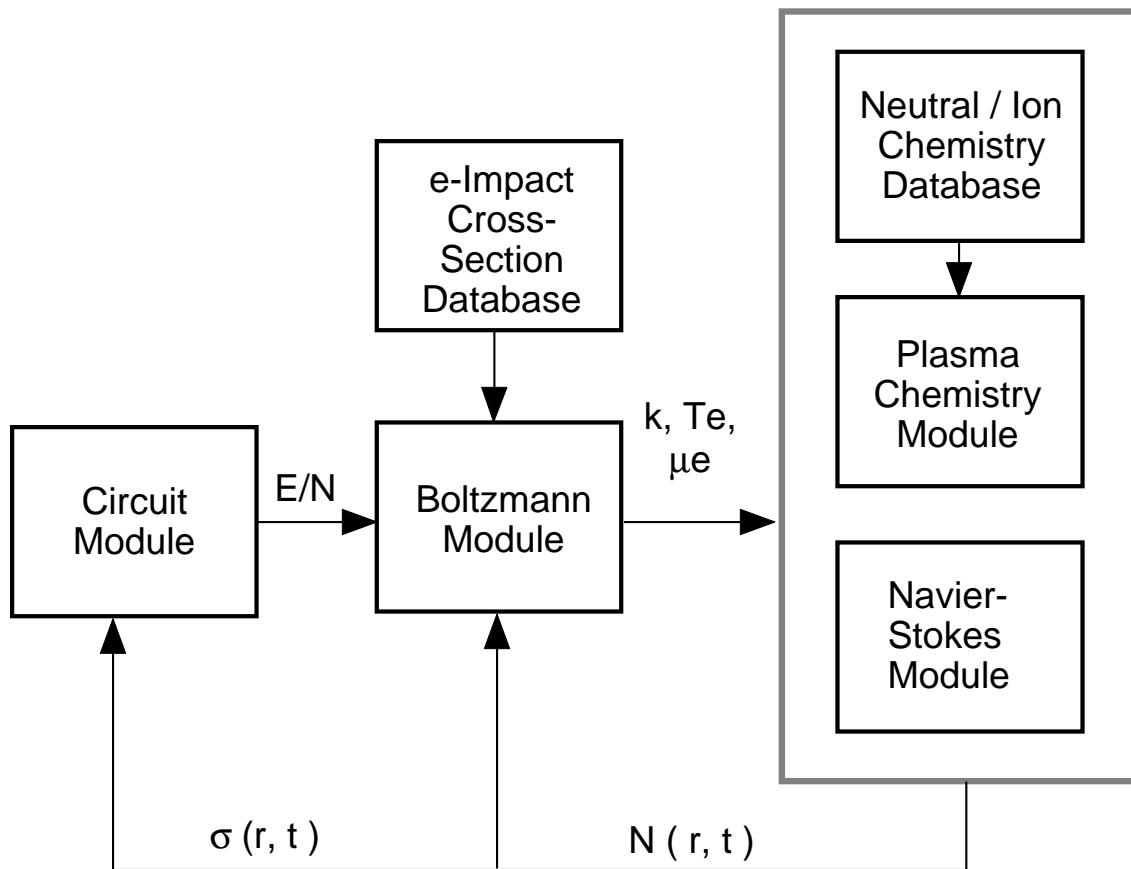 Neutral / Ion
Chemistry
Database
e-Impact
Cross-
Section
Database
Plasma
Chemistry
Module
k, Te,
μe
Circuit
Module
E/N
Boltzmann
Module
Navier-
Stokes
Module
σ (r, t )
N ( r, t )